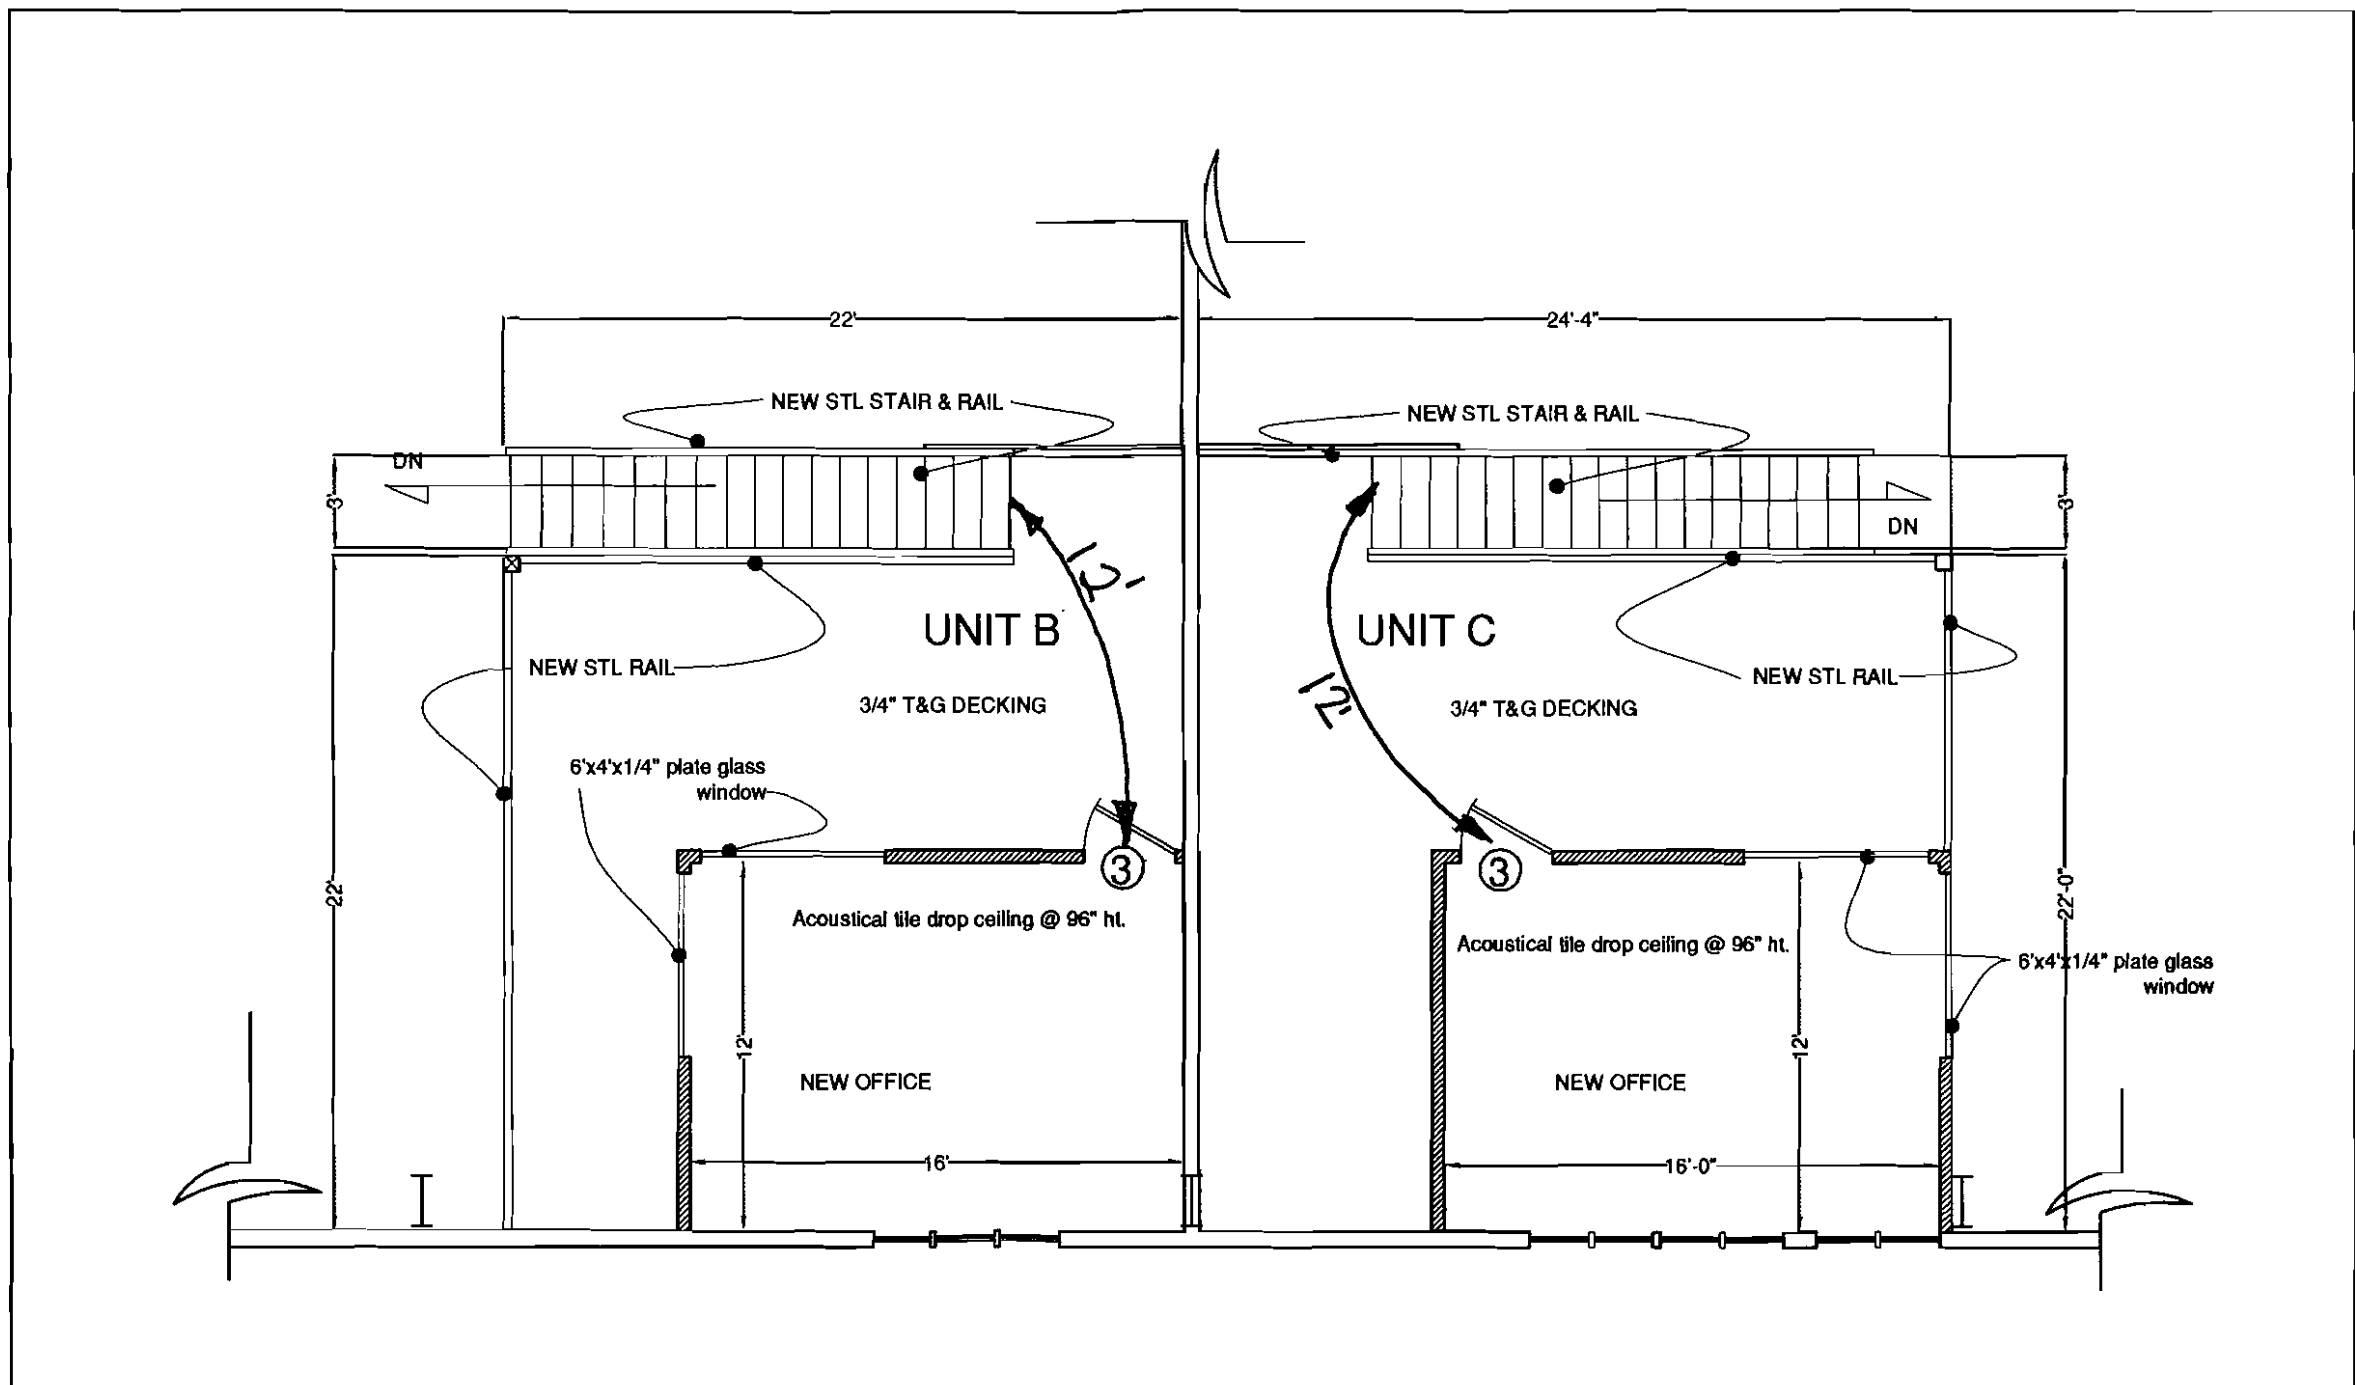 22'
24'-4"
NEW STL STAIR & RAIL
NEW STL STAIR & RAIL
DN
3'
3'
DN
12'
UNIT B
UNIT C
NEW STL RAIL
NEW STL RAIL
12'
3/4" T&G DECKING
3/4" T&G DECKING
6'x4'x1/4" plate glass
window
3
3
22'
22'-0"
Acoustical tile drop ceiling @ 96" ht.
Acoustical tile drop ceiling @ 96" ht.
6'x4'x1/4" plate glass
window
12'
12'
NEW OFFICE
NEW OFFICE
16'
16'-0"